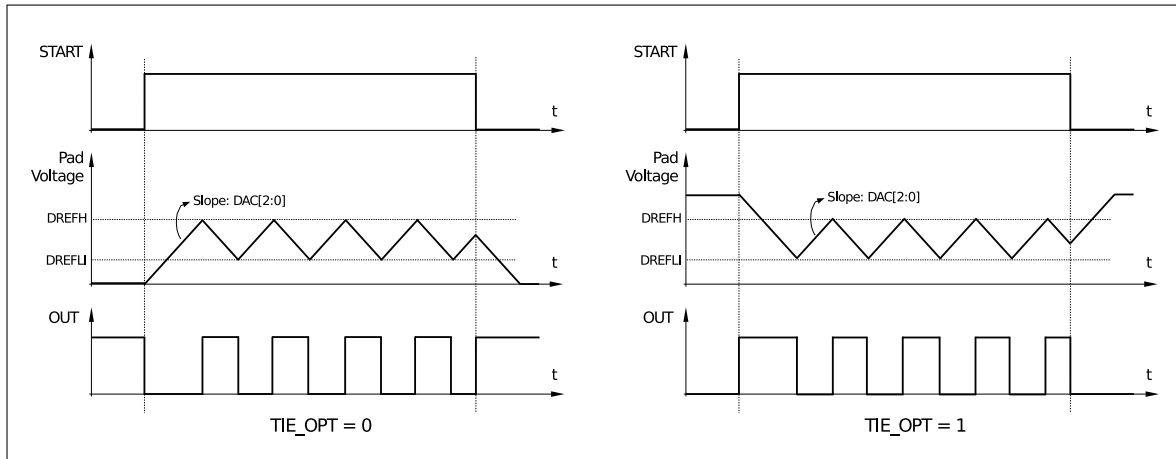 START
t
Pad
Voltage
Slope: DAC[2:0]
DREFH
DREFLI
t
OUT
t
TIE_OPT = 0
START
t
Pad
Voltage
Slope: DAC[2:0]
DREFH
DREFLI
t
OUT
t
TIE_OPT = 1